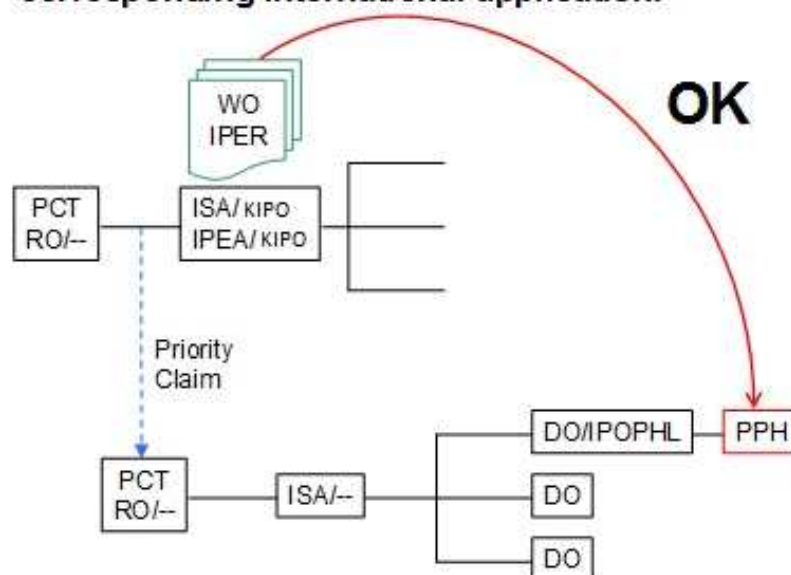 corresponding international application.
WO
IPER
OK
PCT
RO/--
ISA/KIPO
IPEA/KIPO
Priority
Claim
DO/IPOPHL
PPH
PCT
RO/--
ISA/--
DO
DO